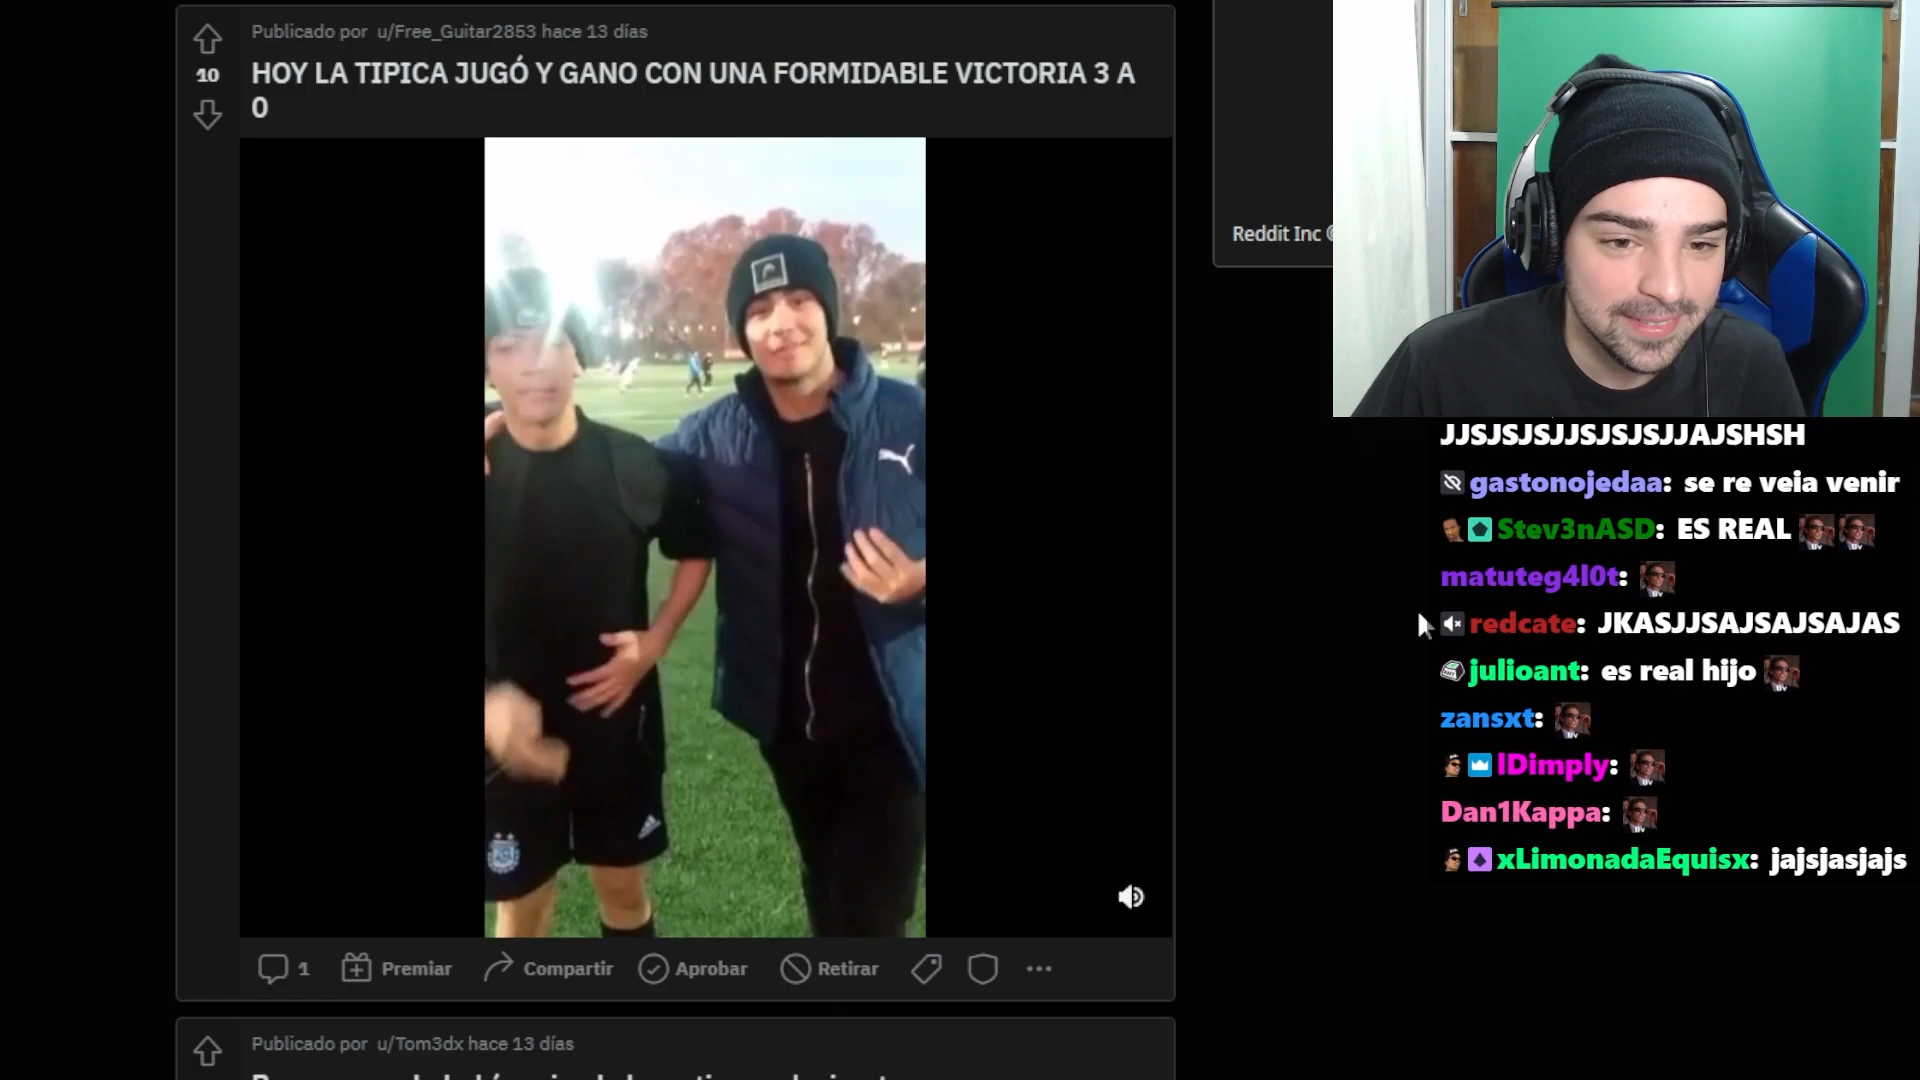 Publicado por u/Free_Guitar2853 hace 13 días
10
HOY LA TIPICA JUGÓ Y GANO CON UNA FORMIDABLE VICTORIA 3 A
0
1 Premiar Compartir Aprobar Retirar
Publicado por u/Tom3dx hace 13 días
Reddit Inc
JJSJSJSJJSJSJSJJAJSHSH
gastonojedaa: se re veia venir
Stev3nASD: ES REAL
matuteg4l0t:
redcate: JKASJJSAJSAJSAJAS
julioant: es real hijo
zansxt:
lDimply:
Dan1Kappa:
xLimonadaEquisx: jajsjasjajs